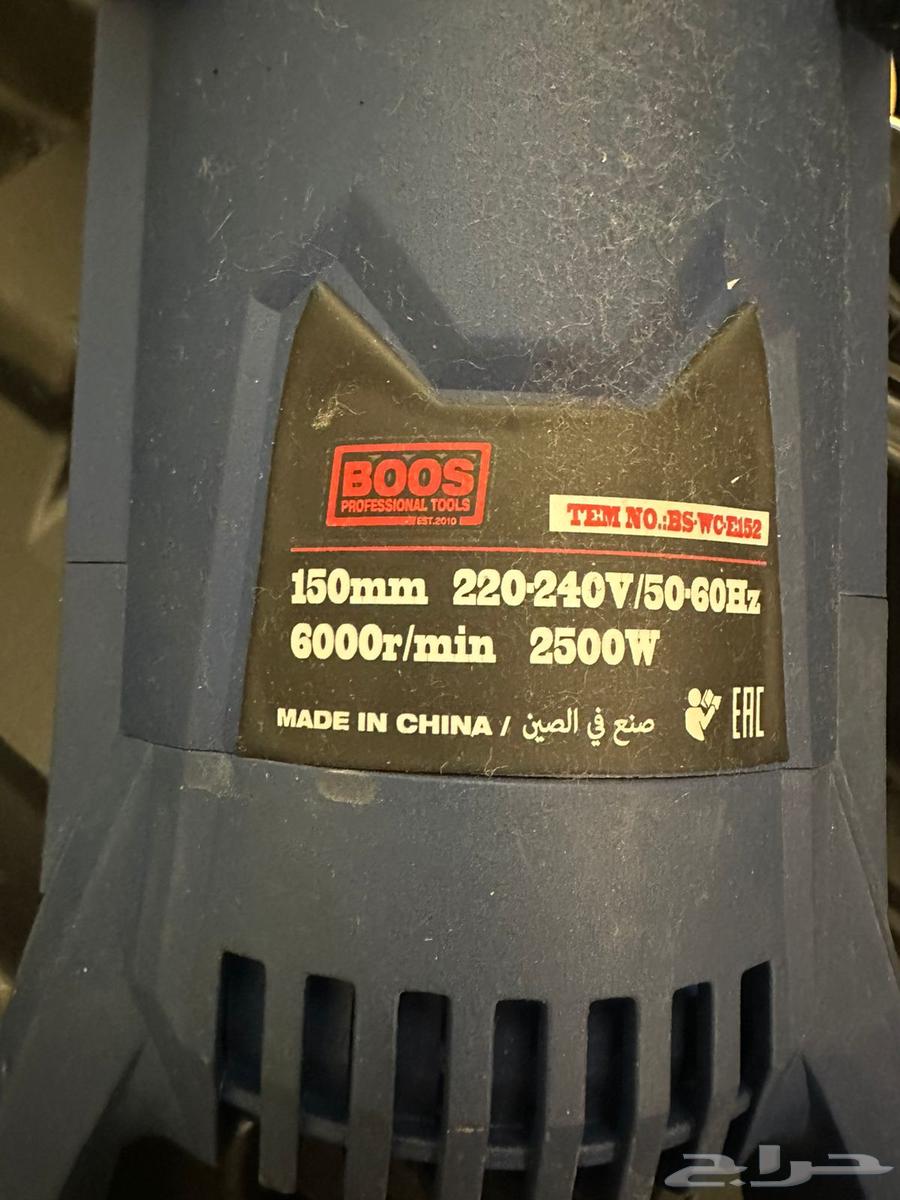 BOOS
PROFESSIONAL TOOLS
EST.2010
TEM NO.:BS-WC-E152
150mm 220-240V/50-60Hz
6000r/min 2500W
MADE IN CHINA / صنع في الصين
EAC
حراج